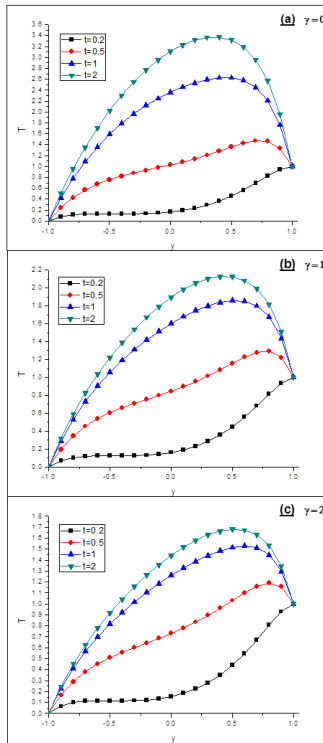 (a) γ=0
3.6
3.4
3.2
3.0
2.8
2.6
2.4
2.2
2.0
1.8
1.6
1.4
1.2
1.0
0.8
0.6
0.4
0.2
0.0
T
t=0.2
t=0.5
t=1
t=2
-1.0 -0.5 0.0 0.5 1.0
y
(b) γ=1
2.2
2.0
1.8
1.6
1.4
1.2
1.0
0.8
0.6
0.4
0.2
0.0
T
t=0.2
t=0.5
t=1
t=2
-1.0 -0.5 0.0 0.5 1.0
y
(c) γ=2
1.8
1.7
1.6
1.5
1.4
1.3
1.2
1.1
1.0
0.9
0.8
0.7
0.6
0.5
0.4
0.3
0.2
0.1
0.0
T
t=0.2
t=0.5
t=1
t=2
-1.0 -0.5 0.0 0.5 1.0
y